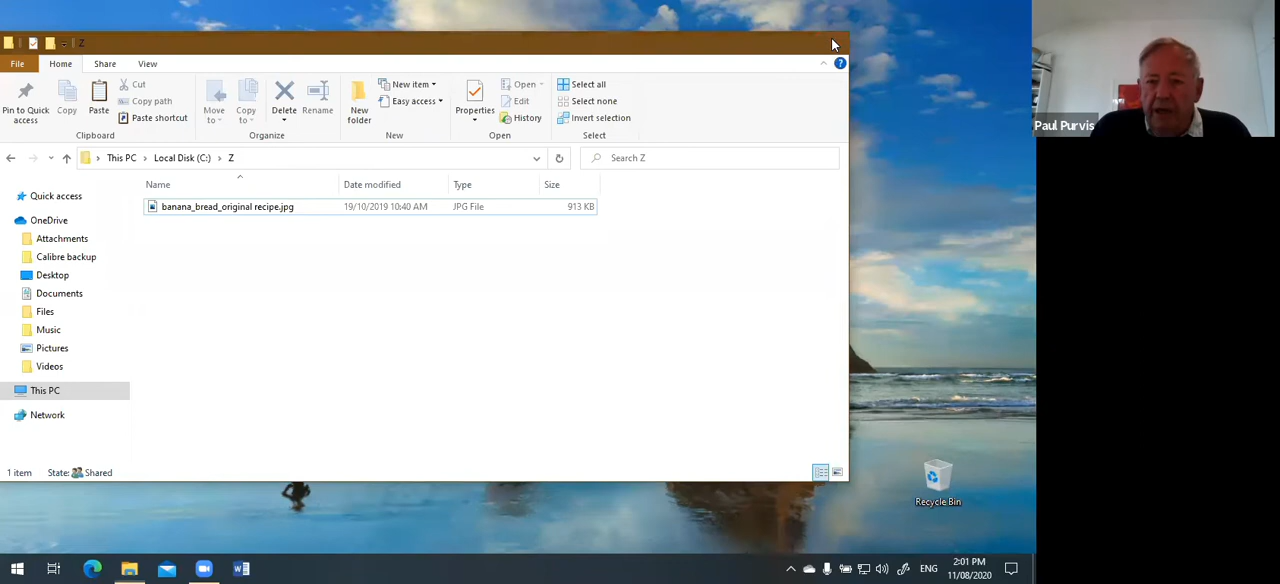 Z
File Home Share View
Pin to Quick access
Copy
Paste
Cut
Copy path
Paste shortcut
Clipboard
Move to
Copy to
Delete
Rename
Organize
New folder
New item
Easy access
New
Properties
Open
Edit
History
Open
Select all
Select none
Invert selection
Select
Paul Purvis
This PC Local Disk (C:) Z
Search Z
Name Date modified Type Size
banana_bread_original recipe.jpg 19/10/2019 10:40 AM JPG File 913 KB
Quick access
OneDrive
Attachments
Calibre backup
Desktop
Documents
Files
Music
Pictures
Videos
This PC
Network
1 item State: Shared
Recycle Bin
ENG
2:01 PM
11/08/2020